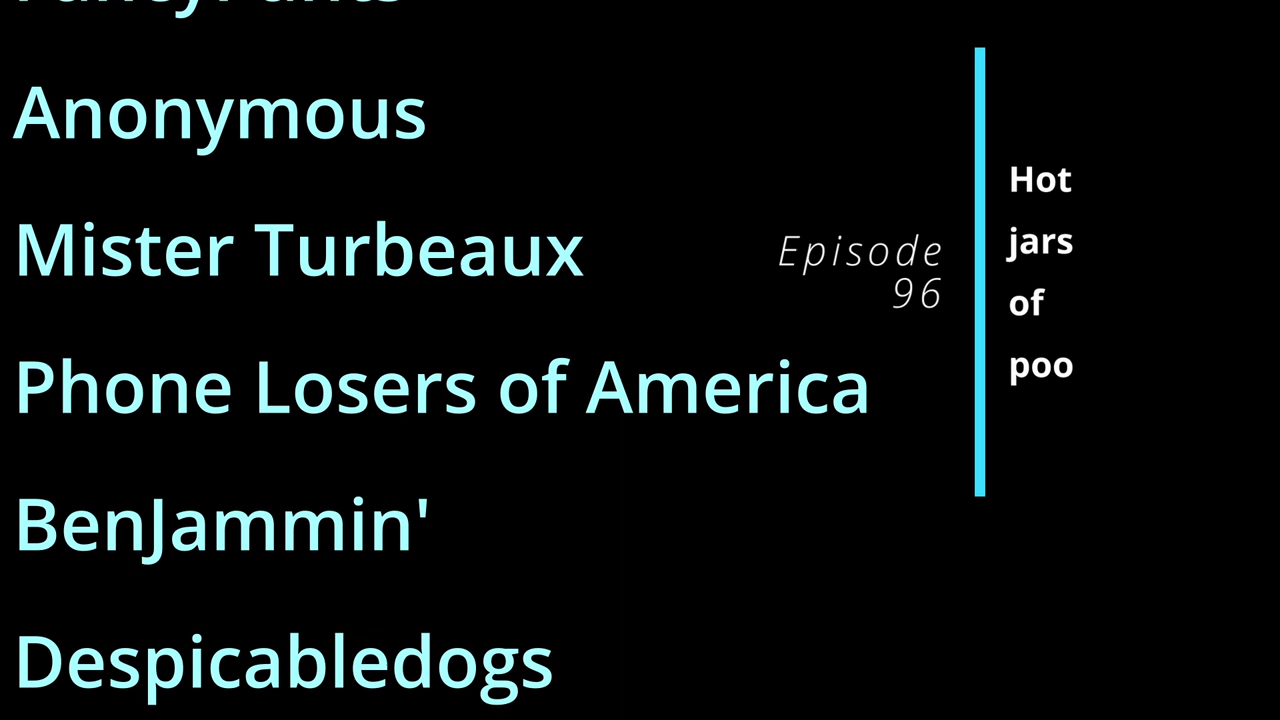 Anonymous
Mister Turbeaux
Phone Losers of America
BenJammin'
Despicabledogs
Episode
96
Hot
jars
of
poo